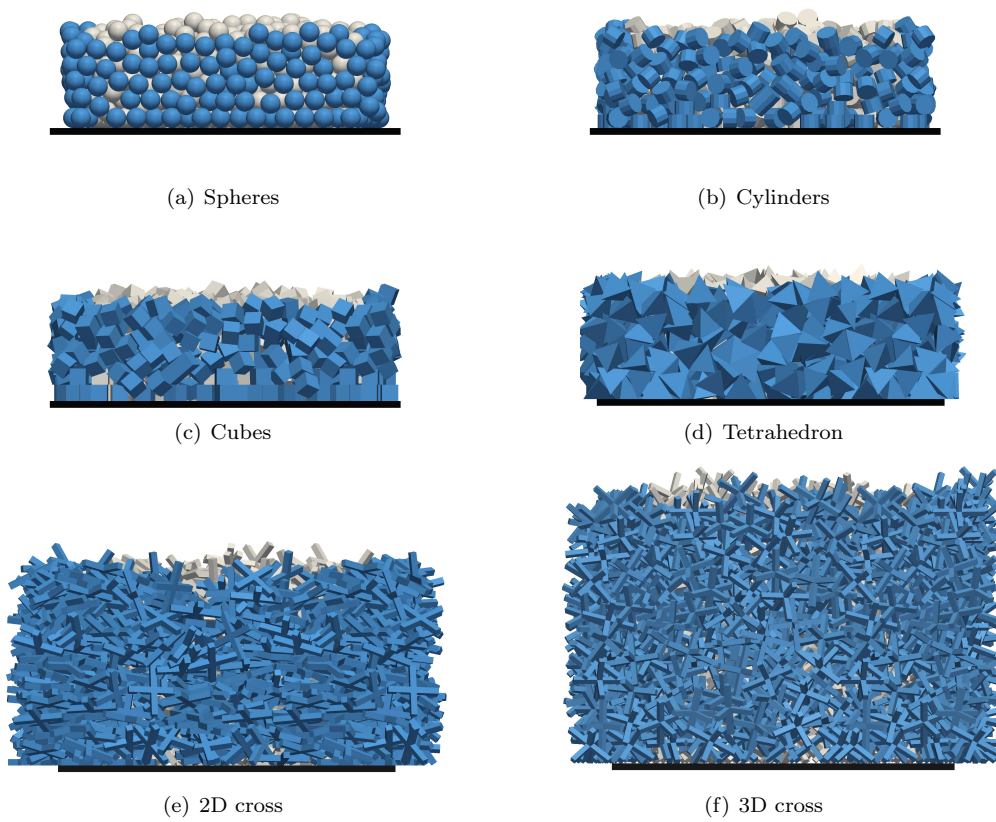 (a) Spheres
(b) Cylinders
(c) Cubes
(d) Tetrahedron
(e) 2D cross
(f) 3D cross